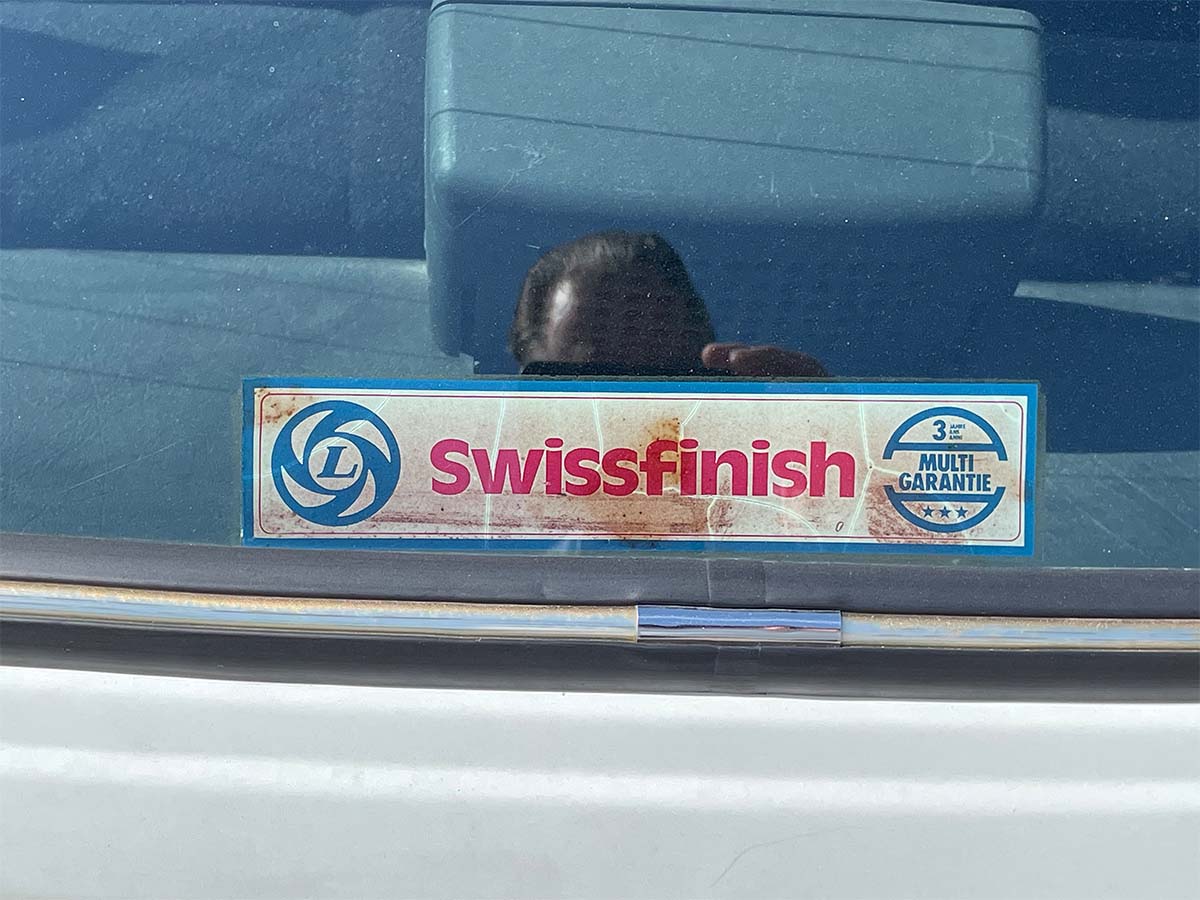 L
Swissfinish
3 JAHRE
ANS
ANNI
MULTI
GARANTIE